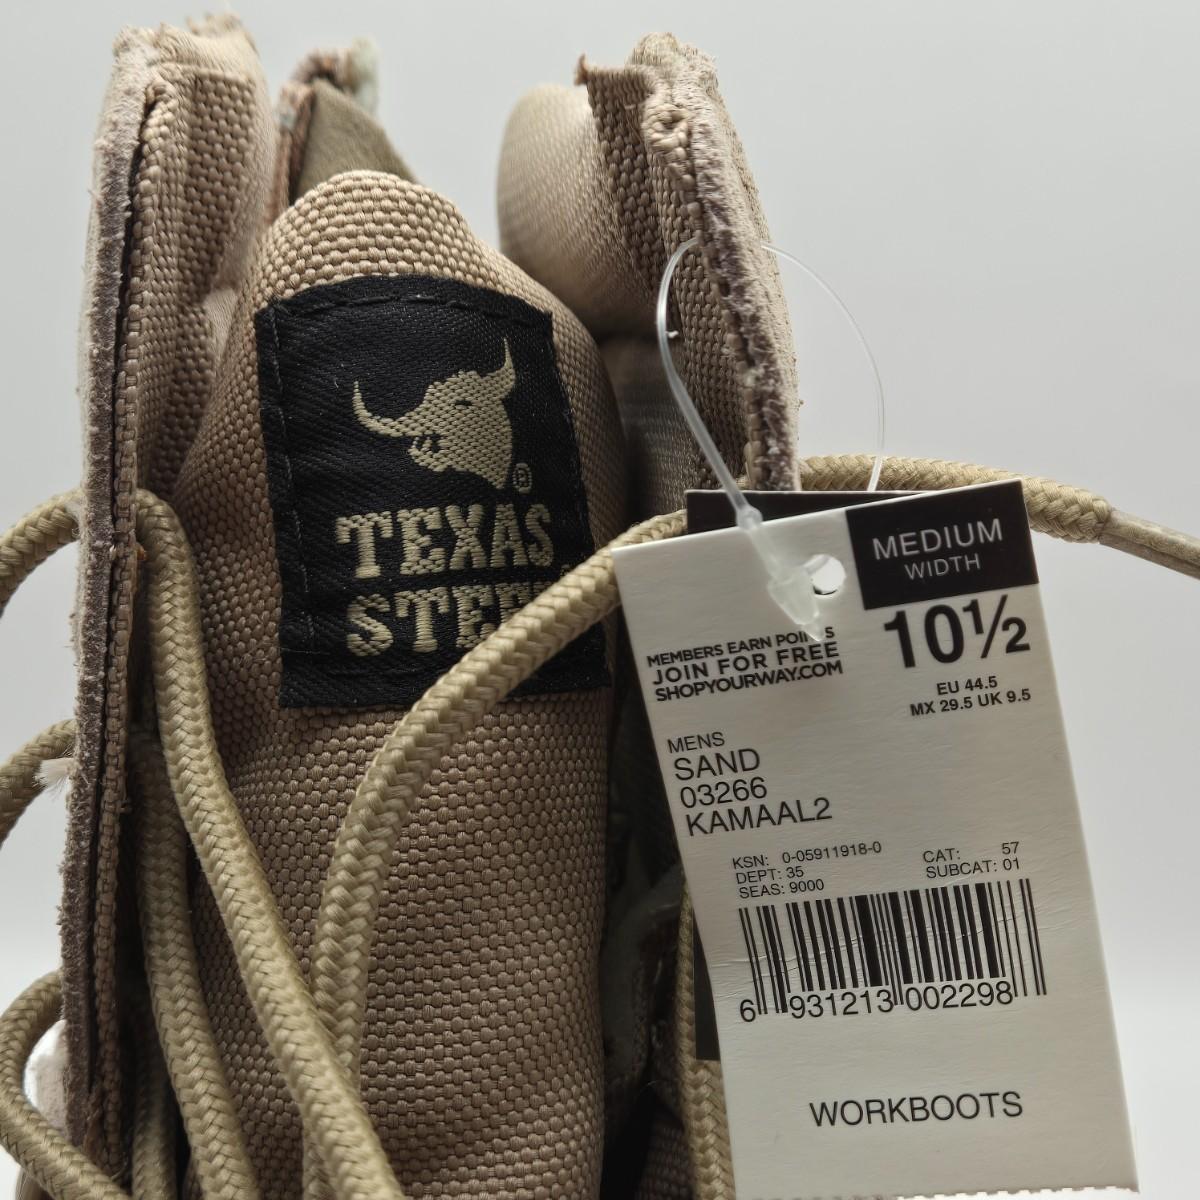 ®
TEXAS
MEDIUM
WIDTH
10½
EU 44.5
MX 29.5 UK 9.5
MEMBERS EARN POINTS
JOIN FOR FREE
SHOPYOURWAY.COM
MENS
SAND
03266
KAMAAL2
KSN: 0-05911918-0
DEPT: 35
SEAS: 9000
CAT: 57
SUBCAT: 01
6 931213 002298
WORKBOOTS